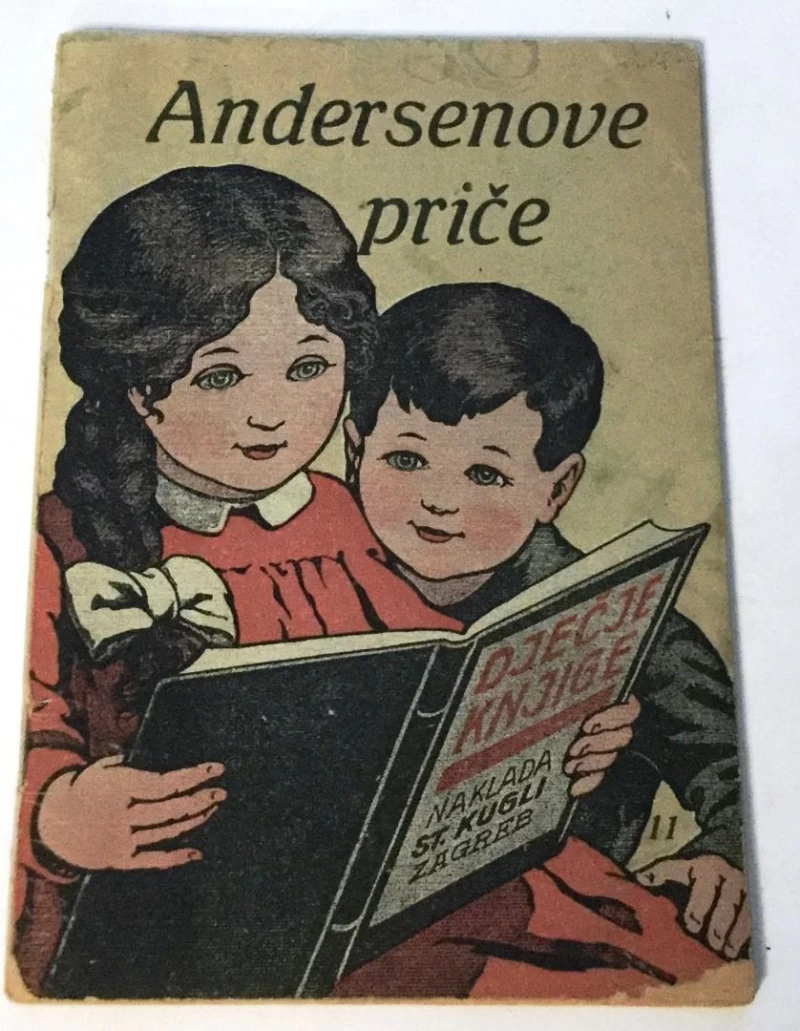 Andersenove
priče
DJEČJE
KNJIGE
NAKLADA
ST. KUGLI
ZAGREB
11